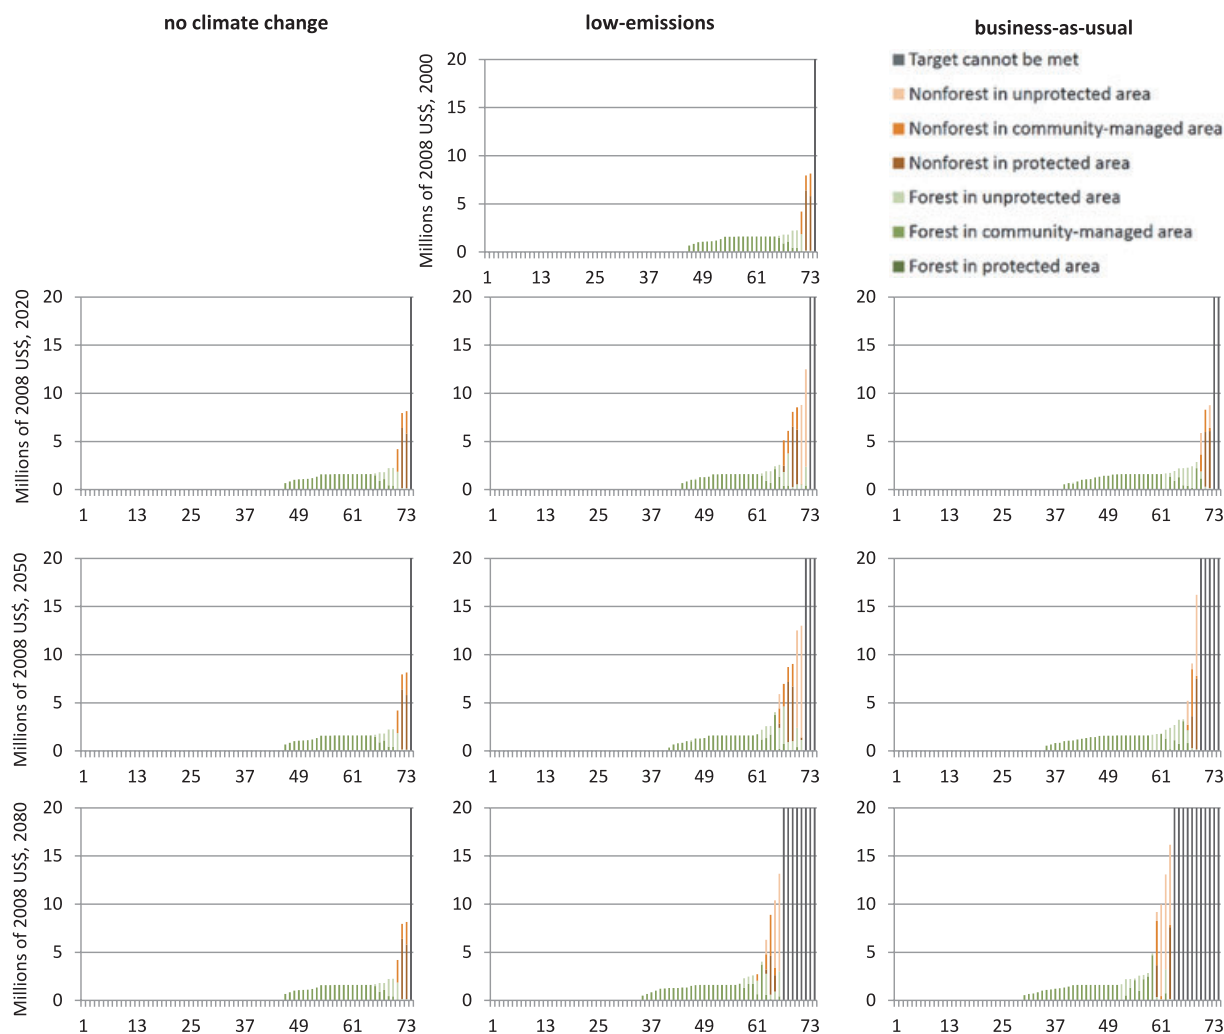 no climate change
low-emissions
business-as-usual
Millions of 2008 US$, 2000
20
15
10
5
0
1 13 25 37 49 61 73
Target cannot be met
Nonforest in unprotected area
Nonforest in community-managed area
Nonforest in protected area
Forest in unprotected area
Forest in community-managed area
Forest in protected area
Millions of 2008 US$, 2020
20
15
10
5
0
1 13 25 37 49 61 73
20
15
10
5
0
1 13 25 37 49 61 73
20
15
10
5
0
1 13 25 37 49 61 73
Millions of 2008 US$, 2050
20
15
10
5
0
1 13 25 37 49 61 73
20
15
10
5
0
1 13 25 37 49 61 73
20
15
10
5
0
1 13 25 37 49 61 73
Millions of 2008 US$, 2080
20
15
10
5
0
1 13 25 37 49 61 73
20
15
10
5
0
1 13 25 37 49 61 73
20
15
10
5
0
1 13 25 37 49 61 73